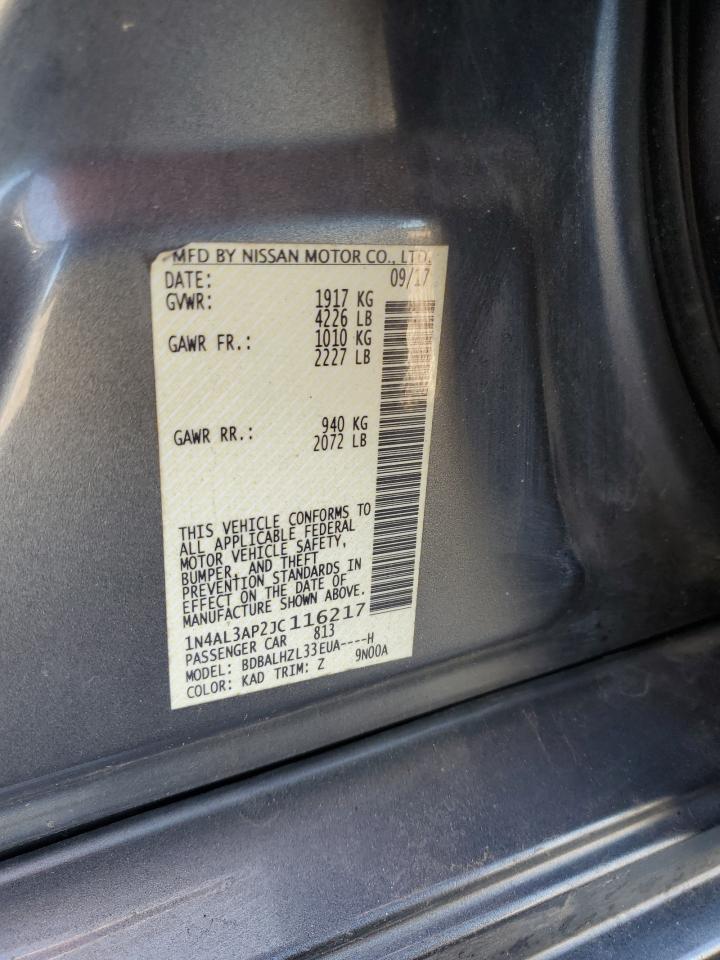 MFD BY NISSAN MOTOR CO., LTD.
DATE: 09/17
GVWR: 1917 KG
4226 LB
GAWR FR.: 1010 KG
2227 LB
GAWR RR.: 940 KG
2072 LB
THIS VEHICLE CONFORMS TO
ALL APPLICABLE FEDERAL
MOTOR VEHICLE SAFETY,
BUMPER, AND THEFT
PREVENTION STANDARDS IN
EFFECT ON THE DATE OF
MANUFACTURE SHOWN ABOVE.
1N4AL3AP2JC116217
PASSENGER CAR 813
MODEL: BDBALHZL33EUA----H
COLOR: KAD TRIM: Z 9N00A